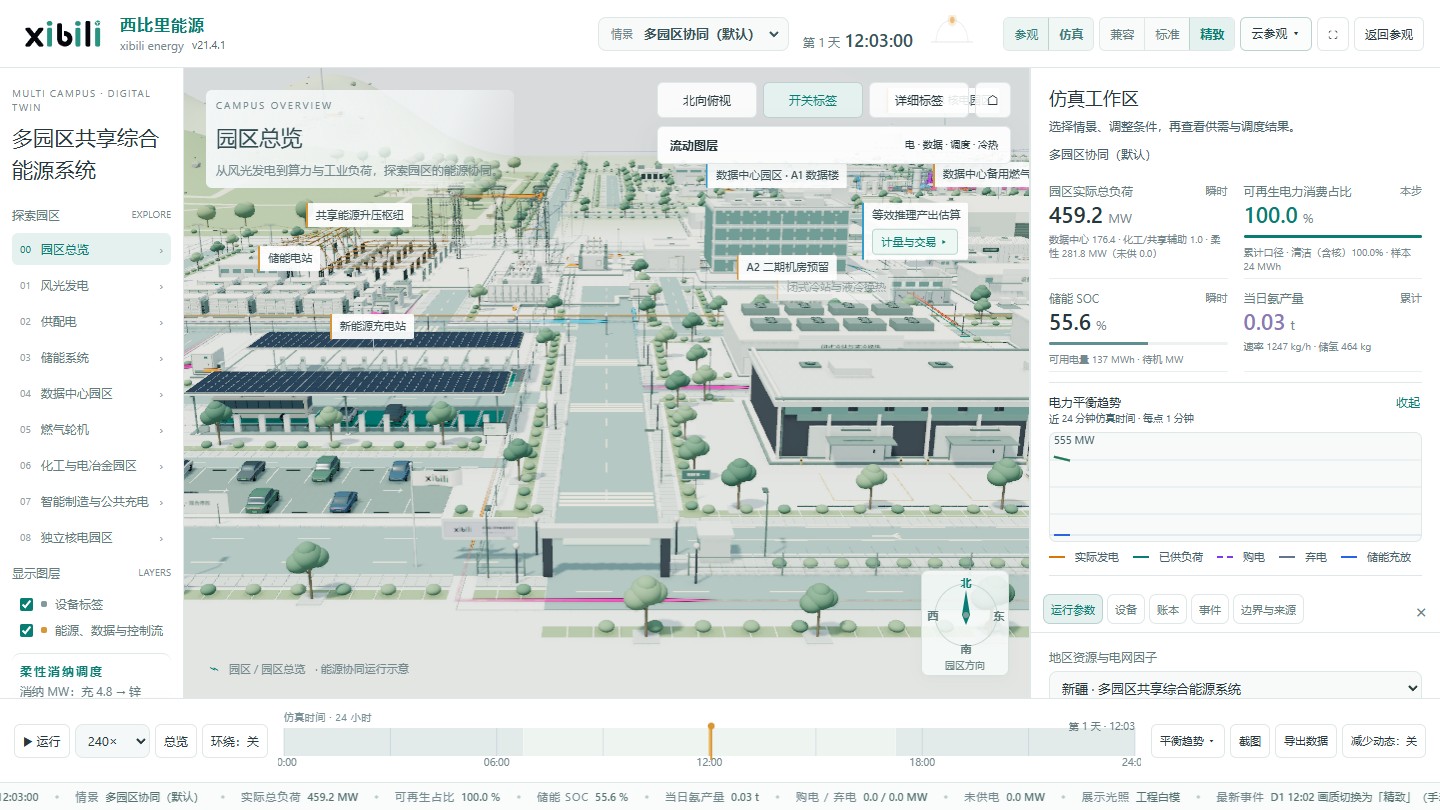 xibili
西比里能源
xibili energy v21.4.1
情景 多园区协同（默认）
第 1 天 12:03:00
参观 仿真
兼容 标准 精致
云参观
返回参观
MULTI CAMPUS · DIGITAL
TWIN
多园区共享综合
能源系统
探索园区 EXPLORE
00 园区总览 ›
01 风光发电 ›
02 供配电 ›
03 储能系统 ›
04 数据中心园区 ›
05 燃气轮机 ›
06 化工与电冶金园区 ›
07 智能制造与公共充电 ›
08 独立核电园区 ›
显示图层 LAYERS
设备标签
能源、数据与控制流
柔性消纳调度
消纳 MW：充 4.8 → 锌
CAMPUS OVERVIEW
园区总览
从风光发电到算力与工业负荷，探索园区的能源协同。
北向俯视
开关标签
详细标签
流动图层 电 · 数据 · 调度 · 冷热
数据中心园区 · A1 数据楼
数据中心备用燃气
共享能源升压枢纽
等效推理产出估算
计量与交易 ▸
储能电站
A2 二期机房预留
闭式冷站与液冷换热
新能源充电站
xibili
xibili
北
西 东
南
园区方向
园区 / 园区总览 · 能源协同运行示意
仿真工作区
选择情景、调整条件，再查看供需与调度结果。
多园区协同（默认）
园区实际总负荷 瞬时
459.2 MW
数据中心 176.4 · 化工/共享辅助 1.0 · 柔
性 281.8 MW（未供 0.0）
可再生电力消费占比 本步
100.0 %
累计口径 · 清洁（含核）100.0% · 样本
24 MWh
储能 SOC 瞬时
55.6 %
可用电量 137 MWh · 待机 MW
当日氨产量 累计
0.03 t
速率 1247 kg/h · 储氢 464 kg
电力平衡趋势 收起
近 24 分钟仿真时间 · 每点 1 分钟
555 MW
实际发电 已供负荷 购电 弃电 储能充放
运行参数 设备 账本 事件 边界与来源 ×
地区资源与电网因子
新疆 · 多园区共享综合能源系统
▶ 运行 240× 总览 环绕：关
仿真时间 · 24 小时
第 1 天 · 12:03
0:00 06:00 12:00 18:00 24:0
平衡趋势 截图 导出数据 减少动态：关
12:03:00 • 情景 多园区协同（默认） • 实际总负荷 459.2 MW • 可再生占比 100.0 % • 储能 SOC 55.6 % • 当日氨产量 0.03 t • 购电 / 弃电 0.0 / 0.0 MW • 未供电 0.0 MW • 展示光照 工程白模 • 最新事件 D1 12:02 画质切换为「精致」